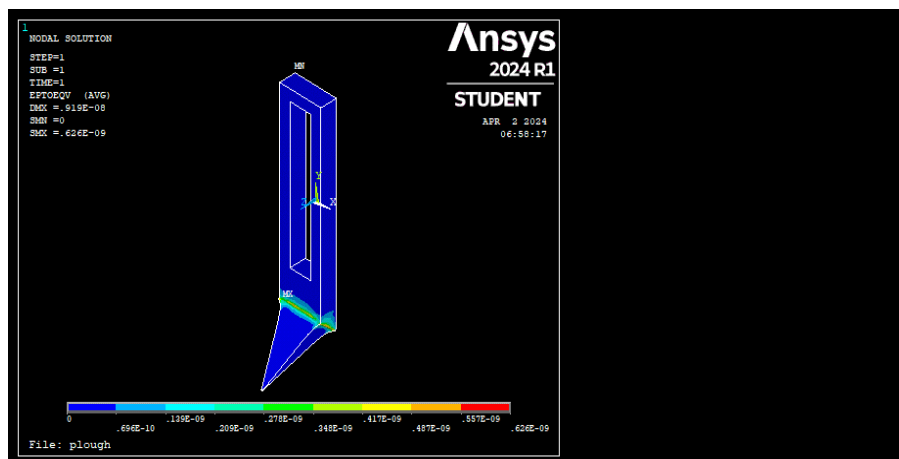 1
NODAL SOLUTION
STEP=1
SUB =1
TIME=1
EPTOEQV (AVG)
DMX =.919E-08
SMN =0
SMX =.626E-09
Ansys
2024 R1
STUDENT
APR 2 2024
06:58:17
MN
Y
Z X
MX
0 .139E-09 .278E-09 .417E-09 .557E-09
.696E-10 .209E-09 .348E-09 .487E-09 .626E-09
File: plough